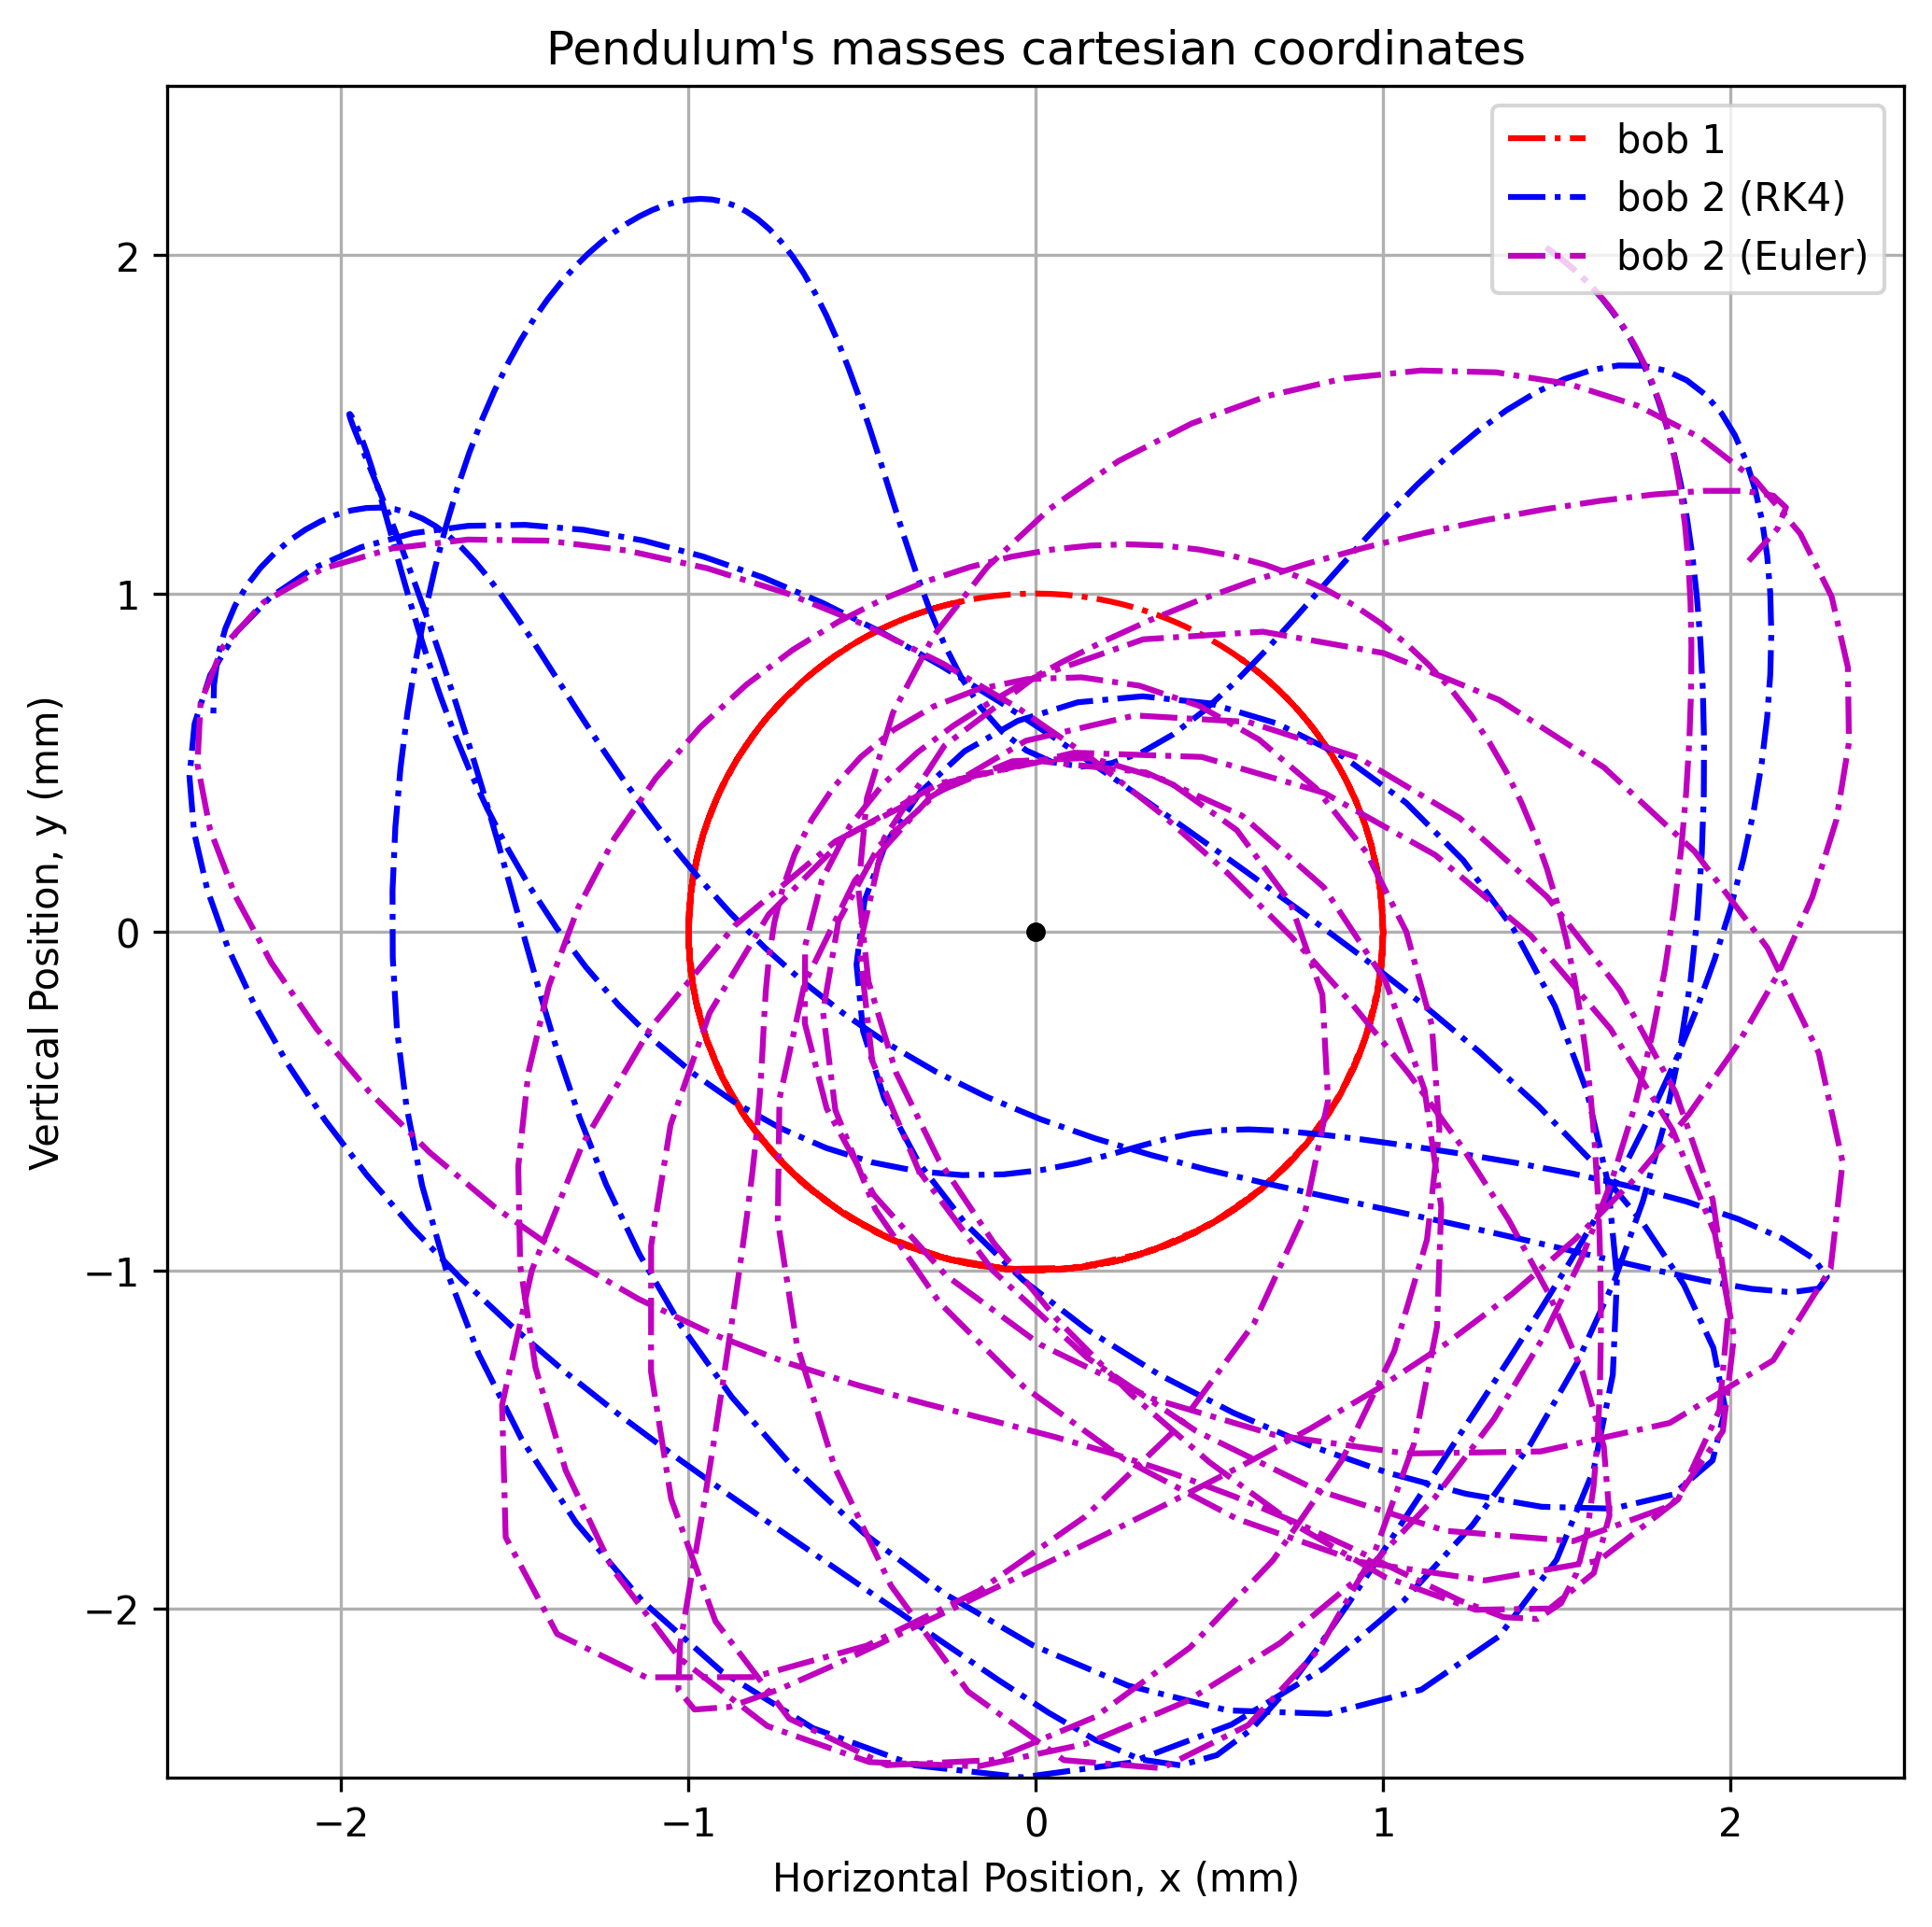 Pendulum's masses cartesian coordinates
bob 1
bob 2 (RK4)
bob 2 (Euler)
Vertical Position, y (mm)
2
1
0
−1
−2
−2
−1
0
1
2
Horizontal Position, x (mm)